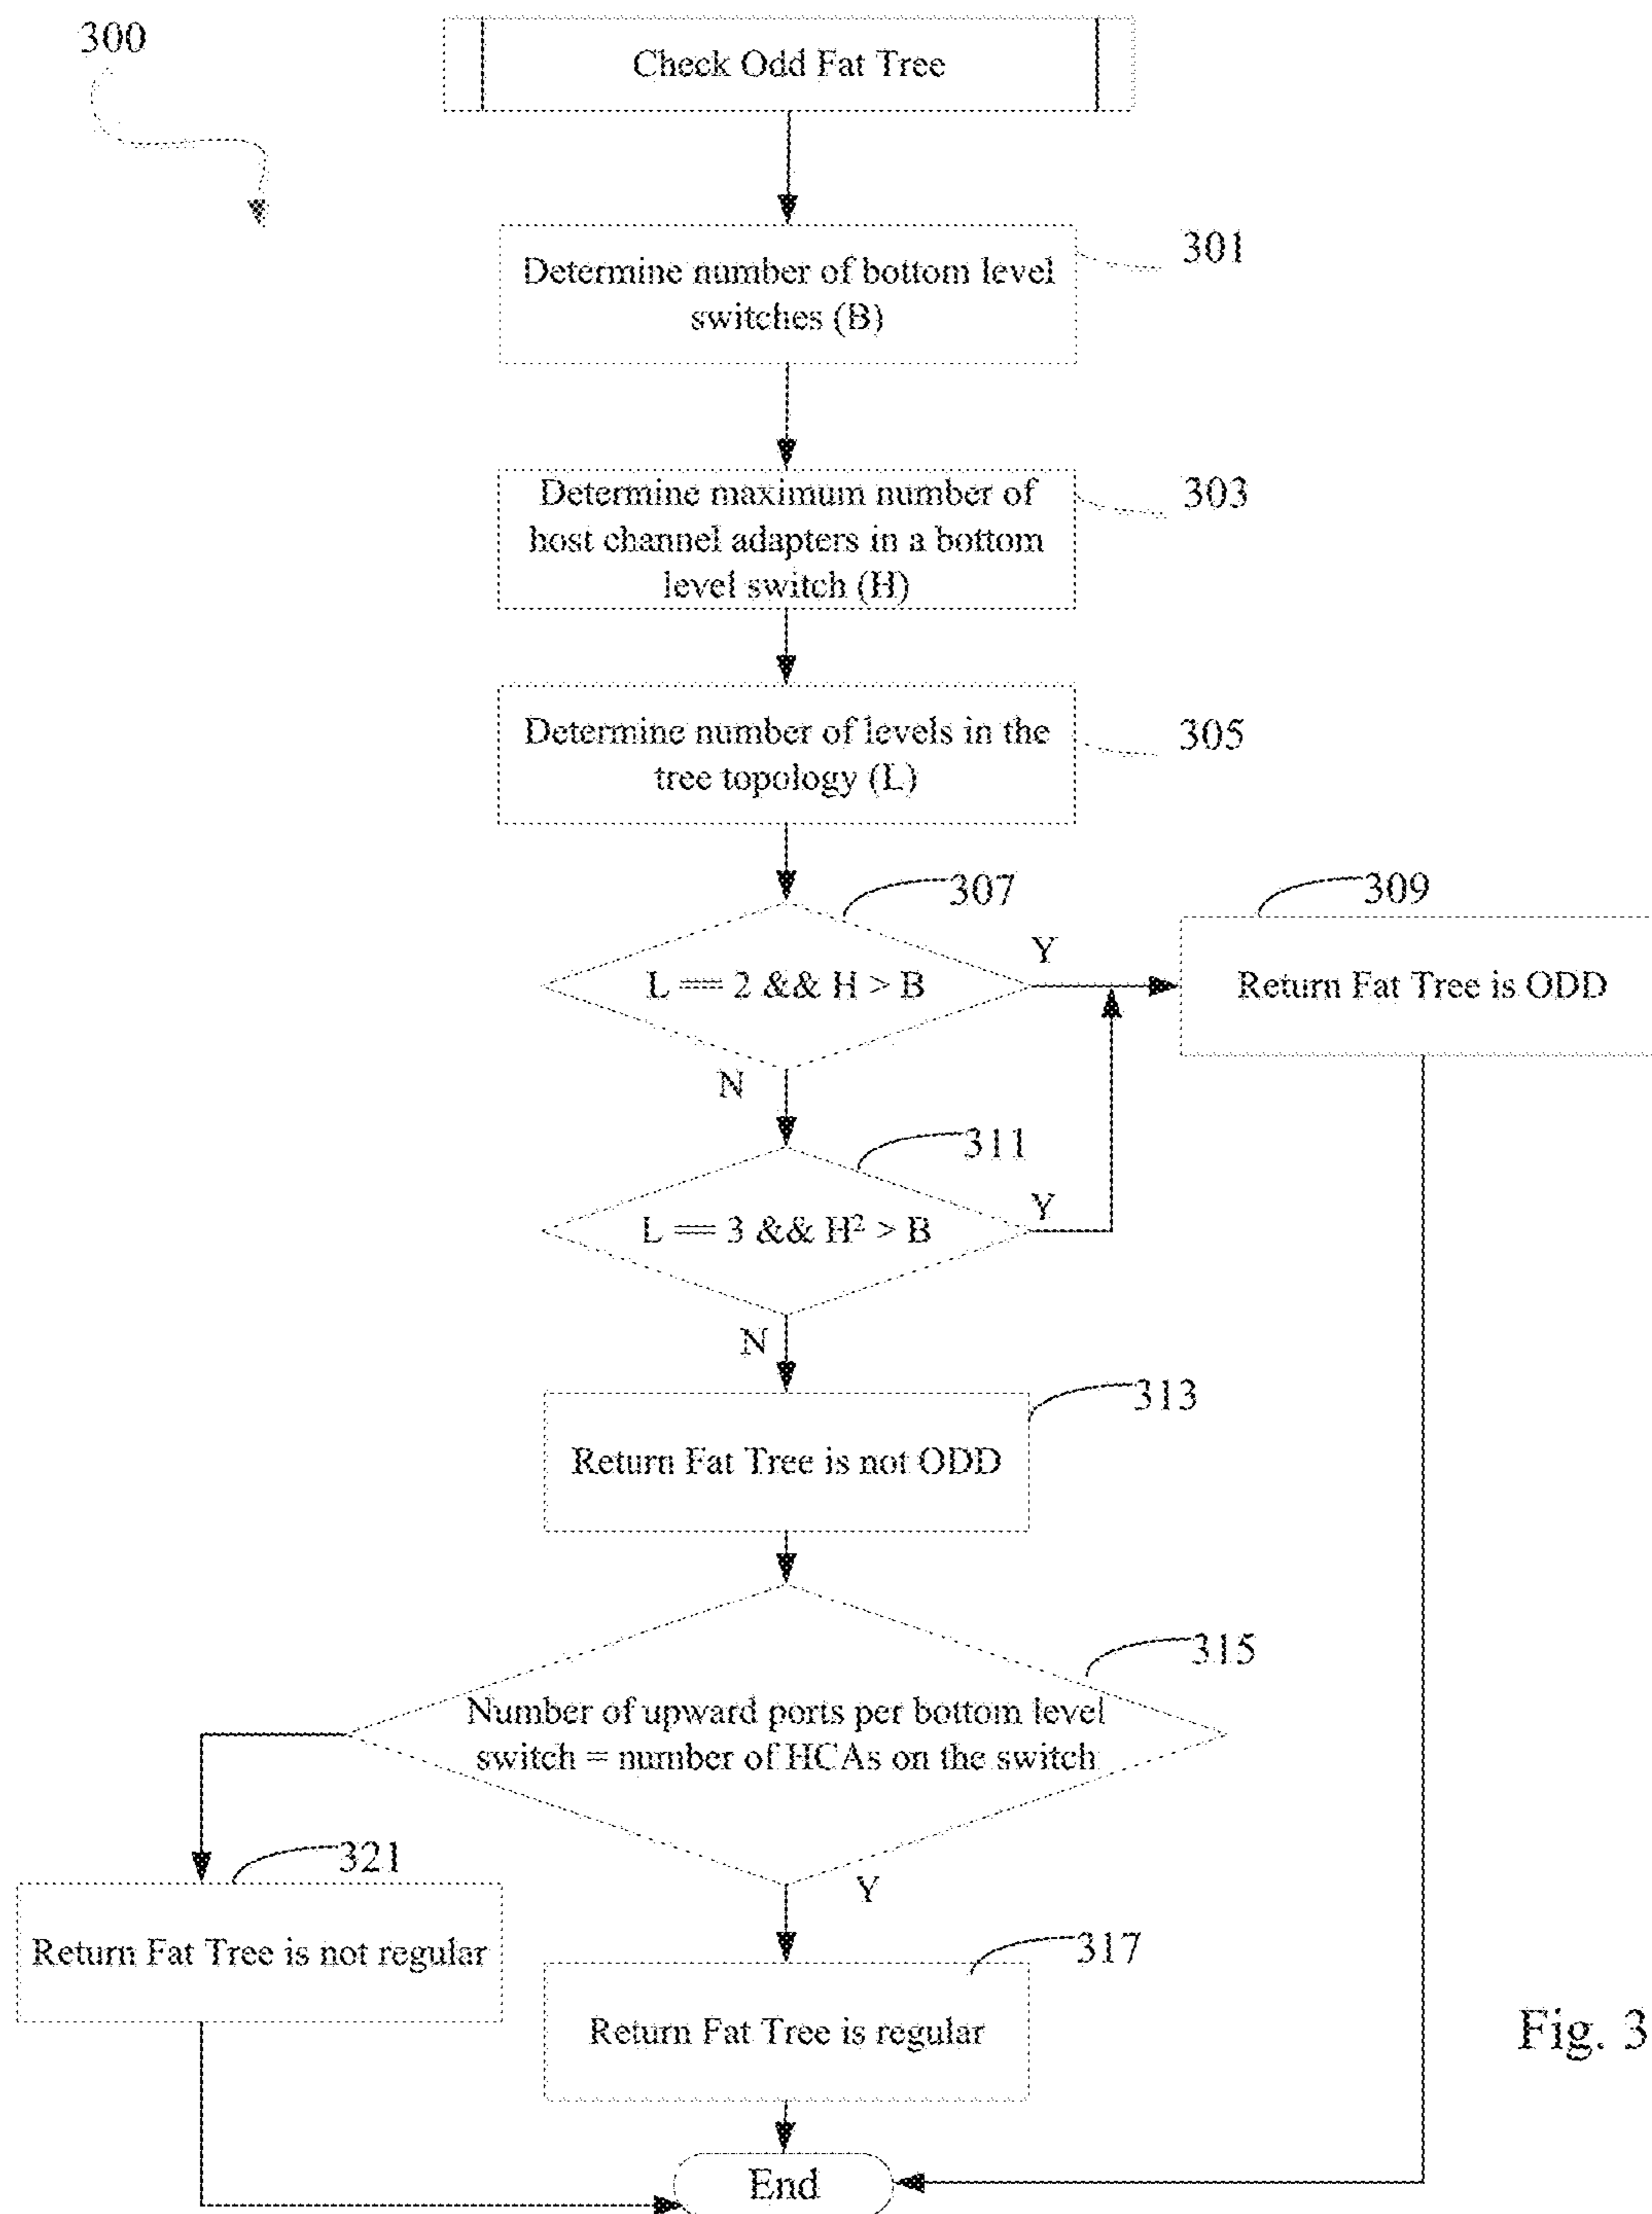 300
Check Odd Fat Tree
301
Determine number of bottom level
switches (B)
303
Determine maximum number of
host channel adapters in a bottom
level switch (H)
305
Determine number of levels in the
tree topology (L)
307
309
L == 2 && H > B
Y
Return Fat Tree is ODD
N
311
L == 3 && H² > B
Y
N
313
Return Fat Tree is not ODD
315
Number of upward ports per bottom level
switch = number of HCAs on the switch
321
Y
Return Fat Tree is not regular
317
Return Fat Tree is regular
Fig. 3
End